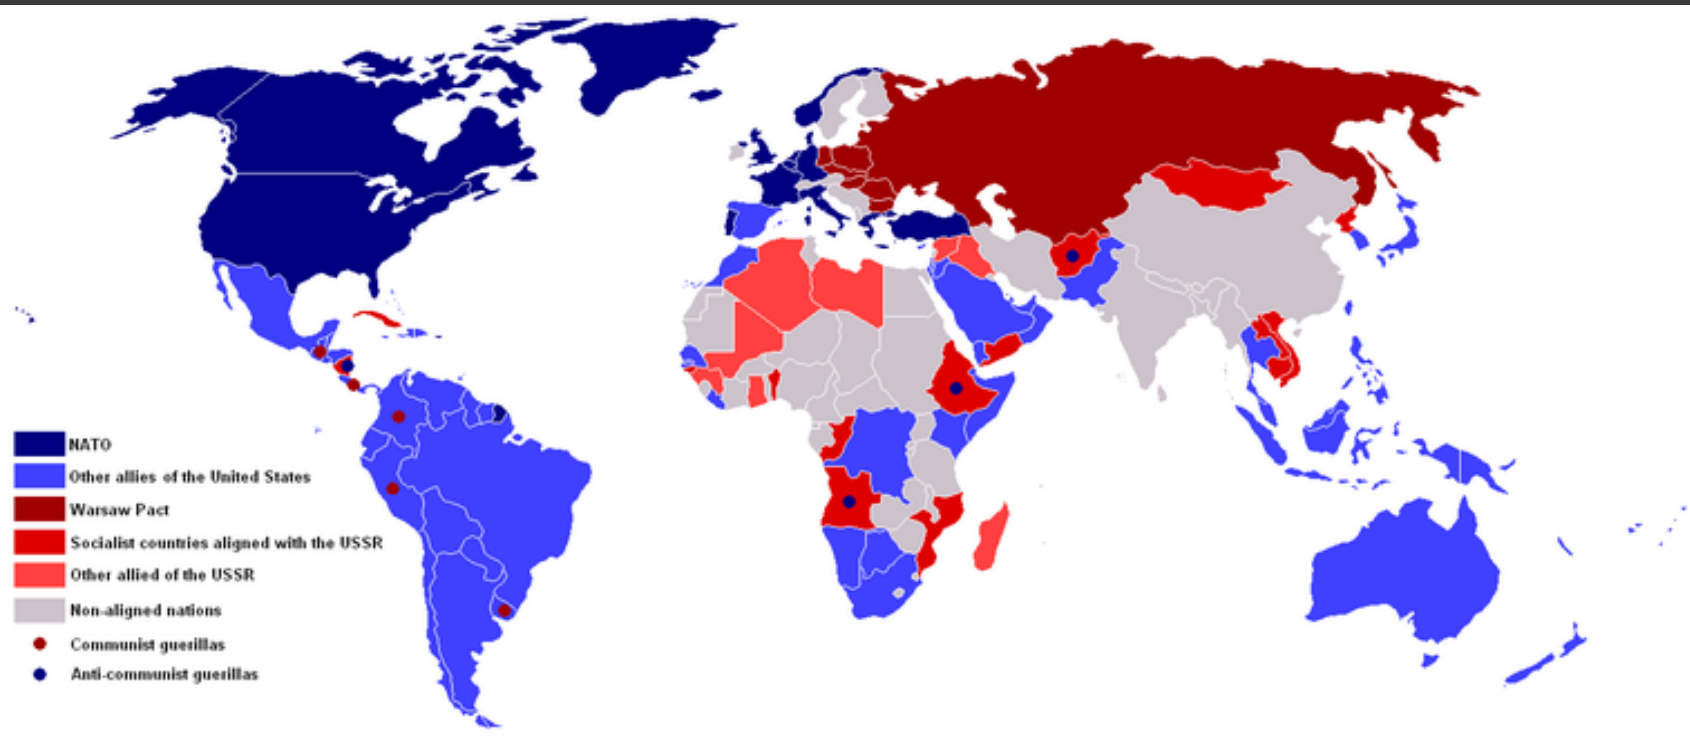 NATO
Other allies of the United States
Warsaw Pact
Socialist countries aligned with the USSR
Other allied of the USSR
Non-aligned nations
Communist guerillas
Anti-communist guerillas